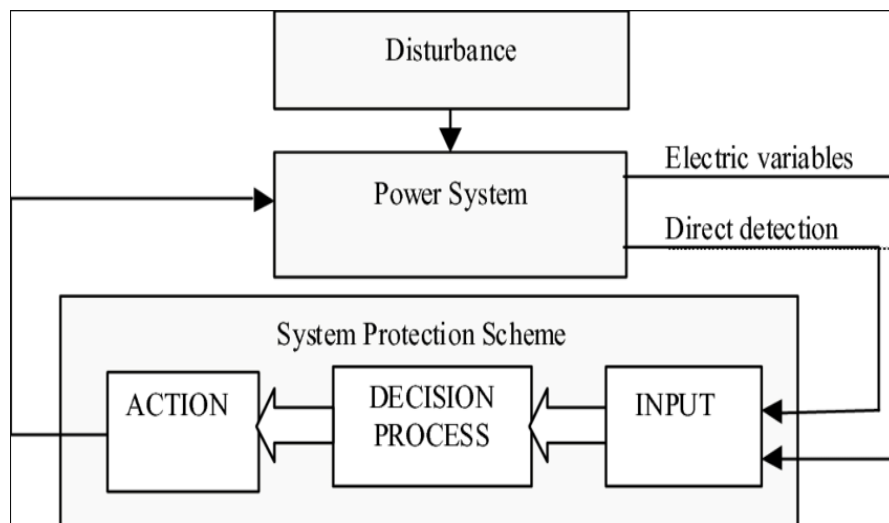 Disturbance
Power System
Electric variables
Direct detection
System Protection Scheme
ACTION
DECISION
PROCESS
INPUT